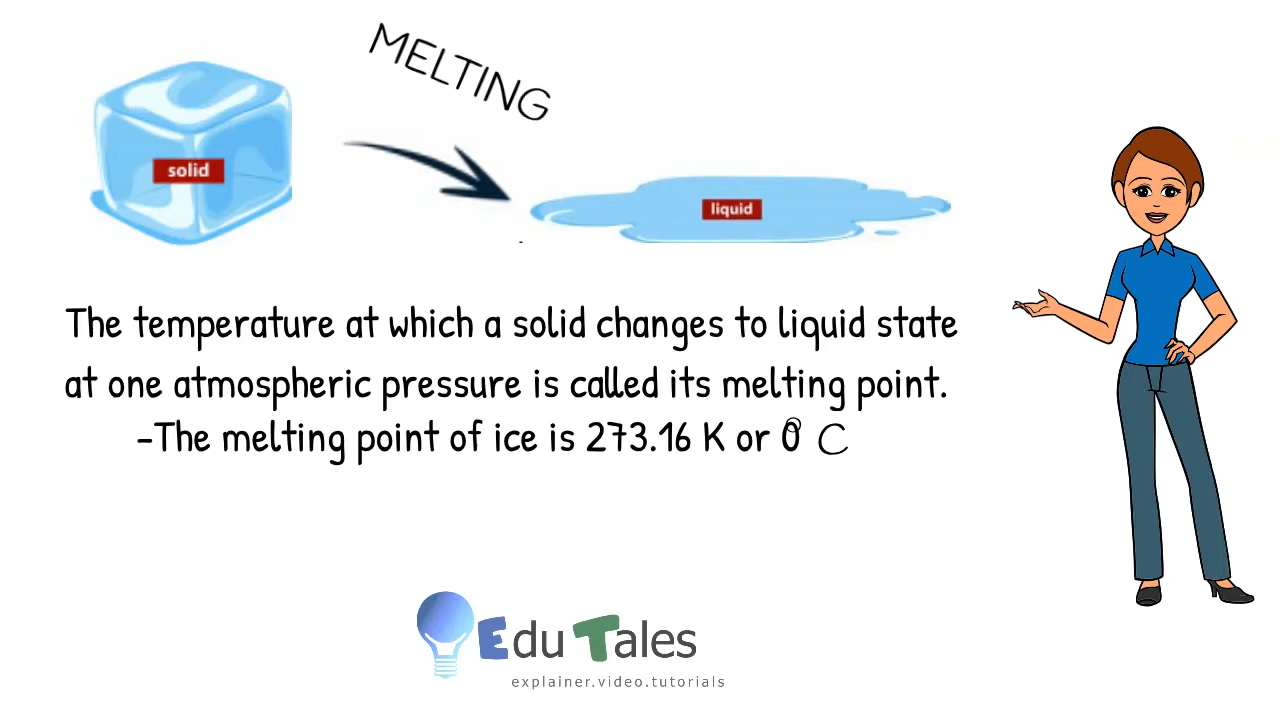 MELTING
solid
liquid
The temperature at which a solid changes to liquid state
at one atmospheric pressure is called its melting point.
-The melting point of ice is 273.16 K or 0° C
Edu Tales
explainer.video.tutorials